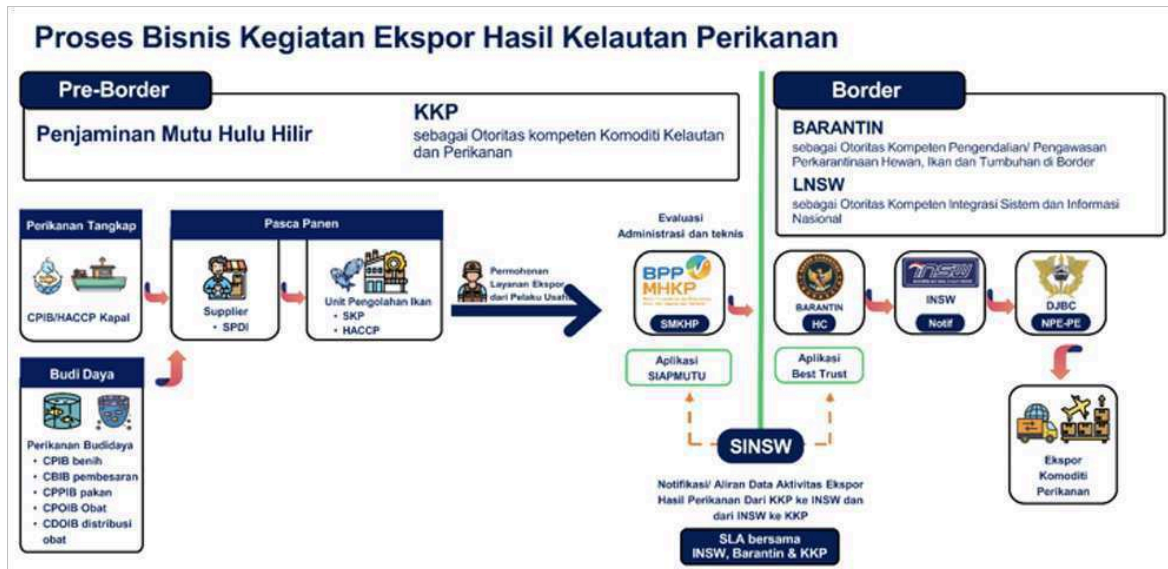 Proses Bisnis Kegiatan Ekspor Hasil Kelautan Perikanan
Pre-Border
Penjaminan Mutu Hulu Hilir
KKP
sebagai Otoritas kompeten Komoditi Kelautan
dan Perikanan
Border
BARANTIN
sebagai Otoritas Kompeten Pengendalian/ Pengawasan
Perkarantinaan Hewan, Ikan dan Tumbuhan di Border
LNSW
sebagai Otoritas Kompeten Integrasi Sistem dan Informasi
Nasional
Perikanan Tangkap
CPIB/HACCP Kapal
Pasca Panen
Supplier
• SPDI
Unit Pengolahan Ikan
• SKP
• HACCP
Permohonan
Layanan Ekspor
dari Pelaku Usaha
Evaluasi
Administrasi dan teknis
BPP
MHKP
SMKHP
BARANTIN
HC
INSW
INSW
Notif
DJBC
NPE-PE
Aplikasi
SIAPMUTU
Aplikasi
Best Trust
Budi Daya
Perikanan Budidaya
• CPIB benih
• CBIB pembesaran
• CPPIB pakan
• CPOIB Obat
• CDOIB distribusi
obat
SINSW
Notifikasi/ Aliran Data Aktivitas Ekspor
Hasil Perikanan Dari KKP ke INSW dan
dari INSW ke KKP
SLA bersama
INSW, Barantin & KKP
Ekspor
Komoditi
Perikanan